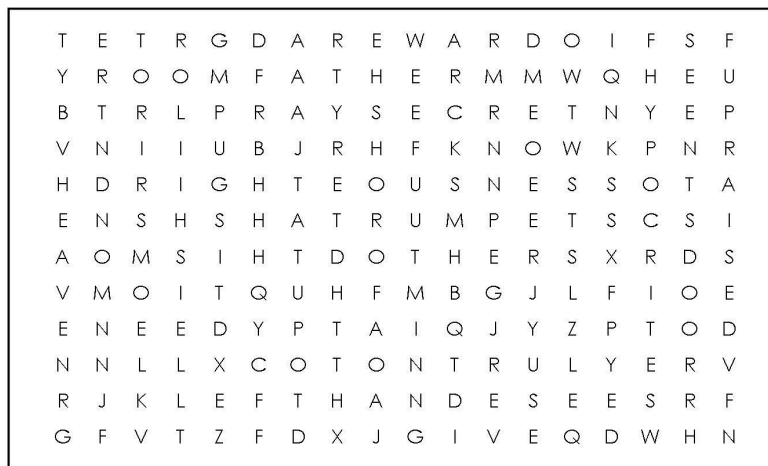 T E T R G D A R E W A R D O I F S F
Y R O O M F A T H E R M M W Q H E U
B T R L P R A Y S E C R E T N Y E P
V N I I U B J R H F K N O W K P N R
H D R I G H T E O U S N E S S O T A
E N S H S H A T R U M P E T S C S I
A O M S I H T D O T H E R S X R D S
V M O I T Q U H F M B G J L F I O E
E N E E D Y P T A I Q J Y Z P T O D
N N L L X C O T O N T R U L Y E R V
R J K L E F T H A N D E S E E S R F
G F V T Z F D X J G I V E Q D W H N